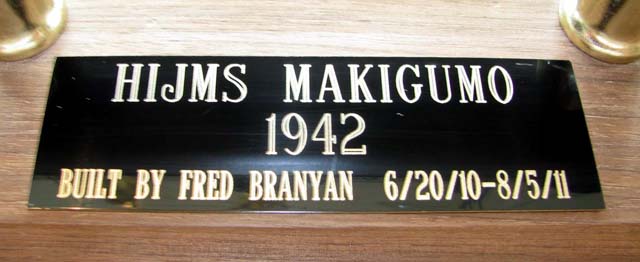 HIJMS MAKIGUMO
1942
BUILT BY FRED BRANYAN 6/20/10-8/5/11